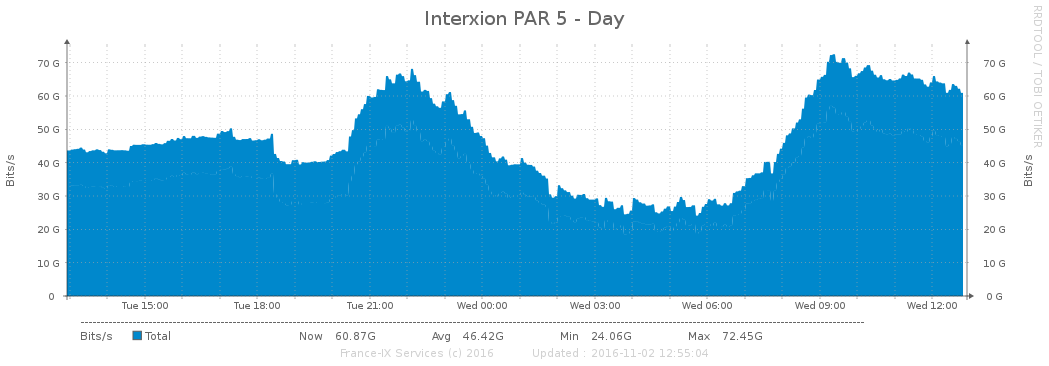 Interxion PAR 5 - Day
RRDTOOL / TOBI OETIKER
Bits/s
70 G
60 G
50 G
40 G
30 G
20 G
10 G
0
70 G
60 G
50 G
40 G
30 G
20 G
10 G
0 G
Bits/s
Tue 15:00 Tue 18:00 Tue 21:00 Wed 00:00 Wed 03:00 Wed 06:00 Wed 09:00 Wed 12:00
Bits/s Total Now 60.87G Avg 46.42G Min 24.06G Max 72.45G
France-IX Services (c) 2016 Updated : 2016-11-02 12:55:04